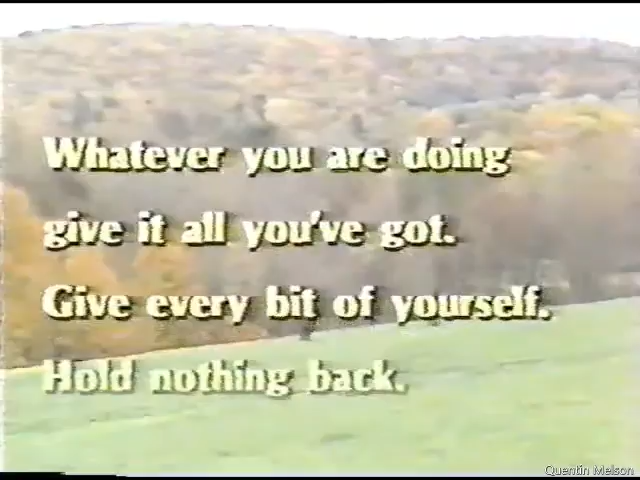 Whatever you are doing
give it all you've got.
Give every bit of yourself.
Hold nothing back.
Quentin Melson